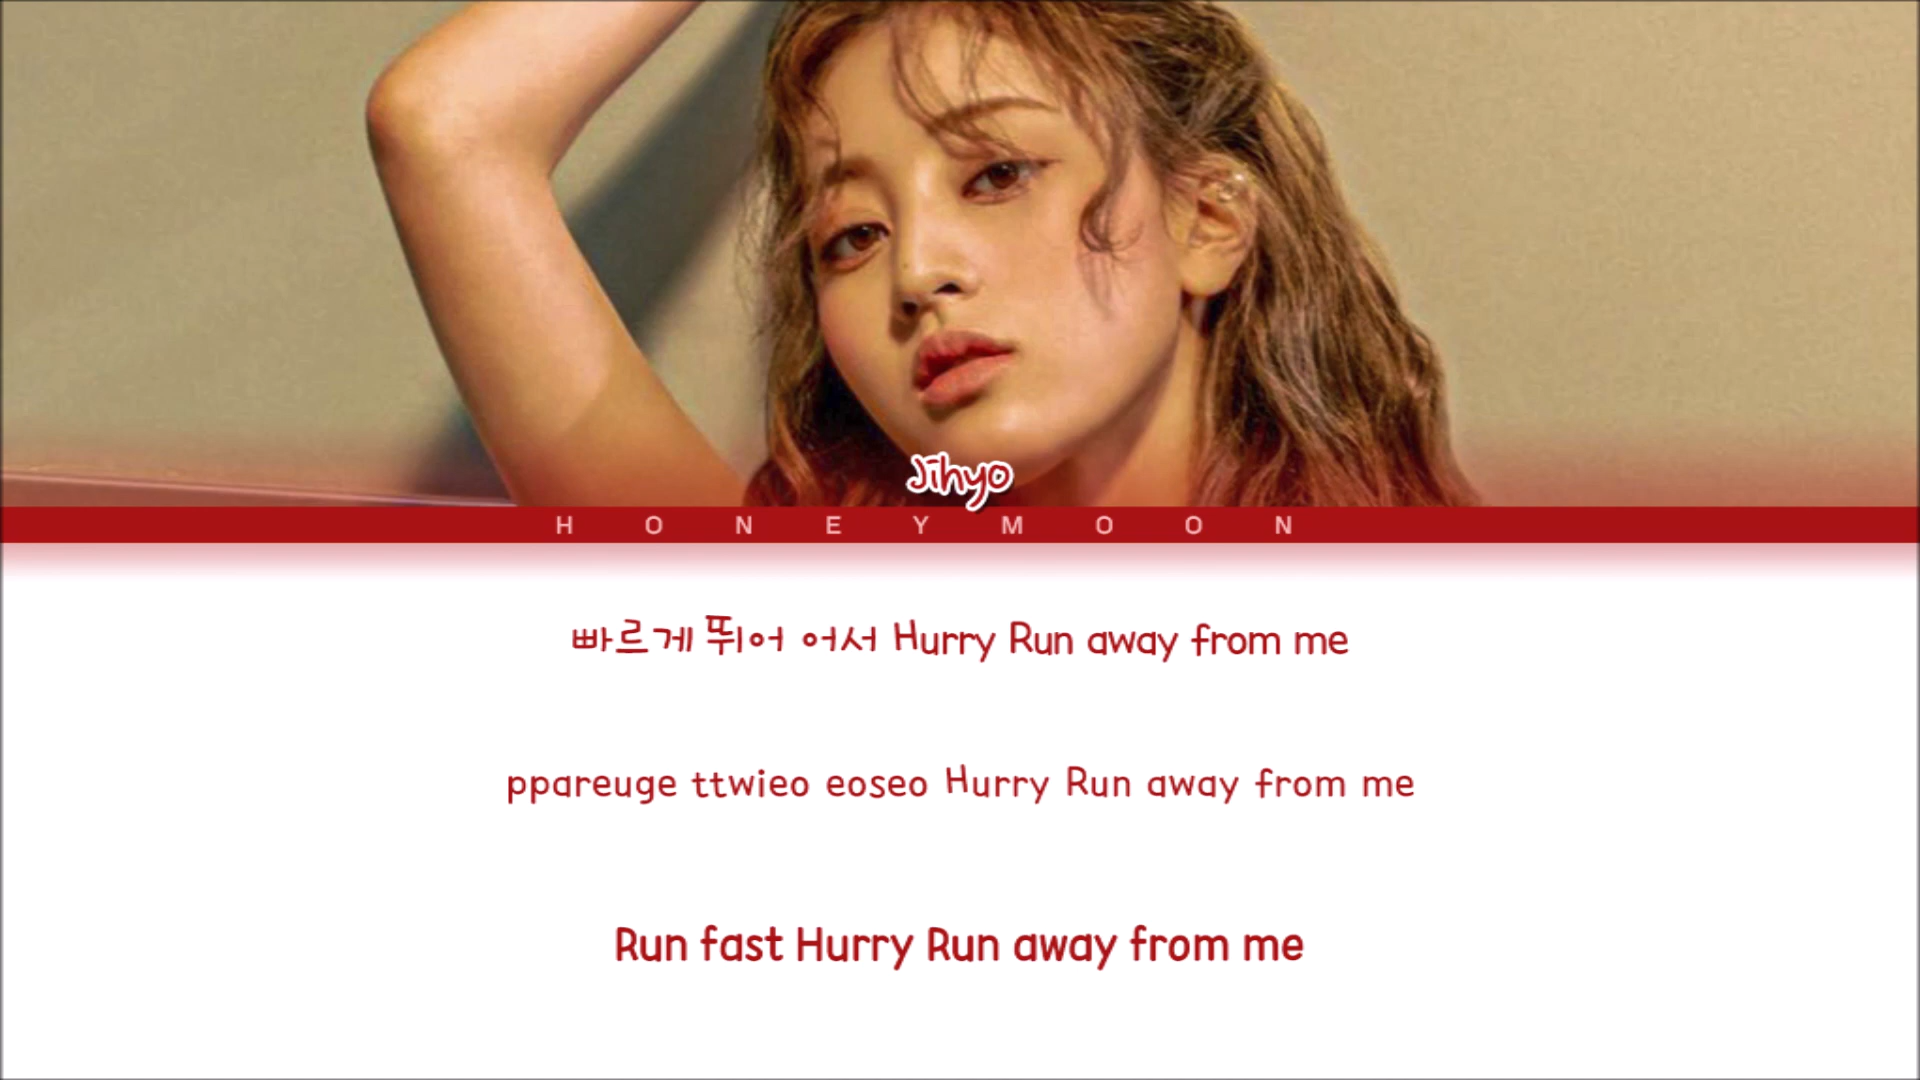 Jihyo
HONEYMOON
빠르게 뛰어 어서 Hurry Run away from me
ppareuge ttwieo eoseo Hurry Run away from me
Run fast Hurry Run away from me